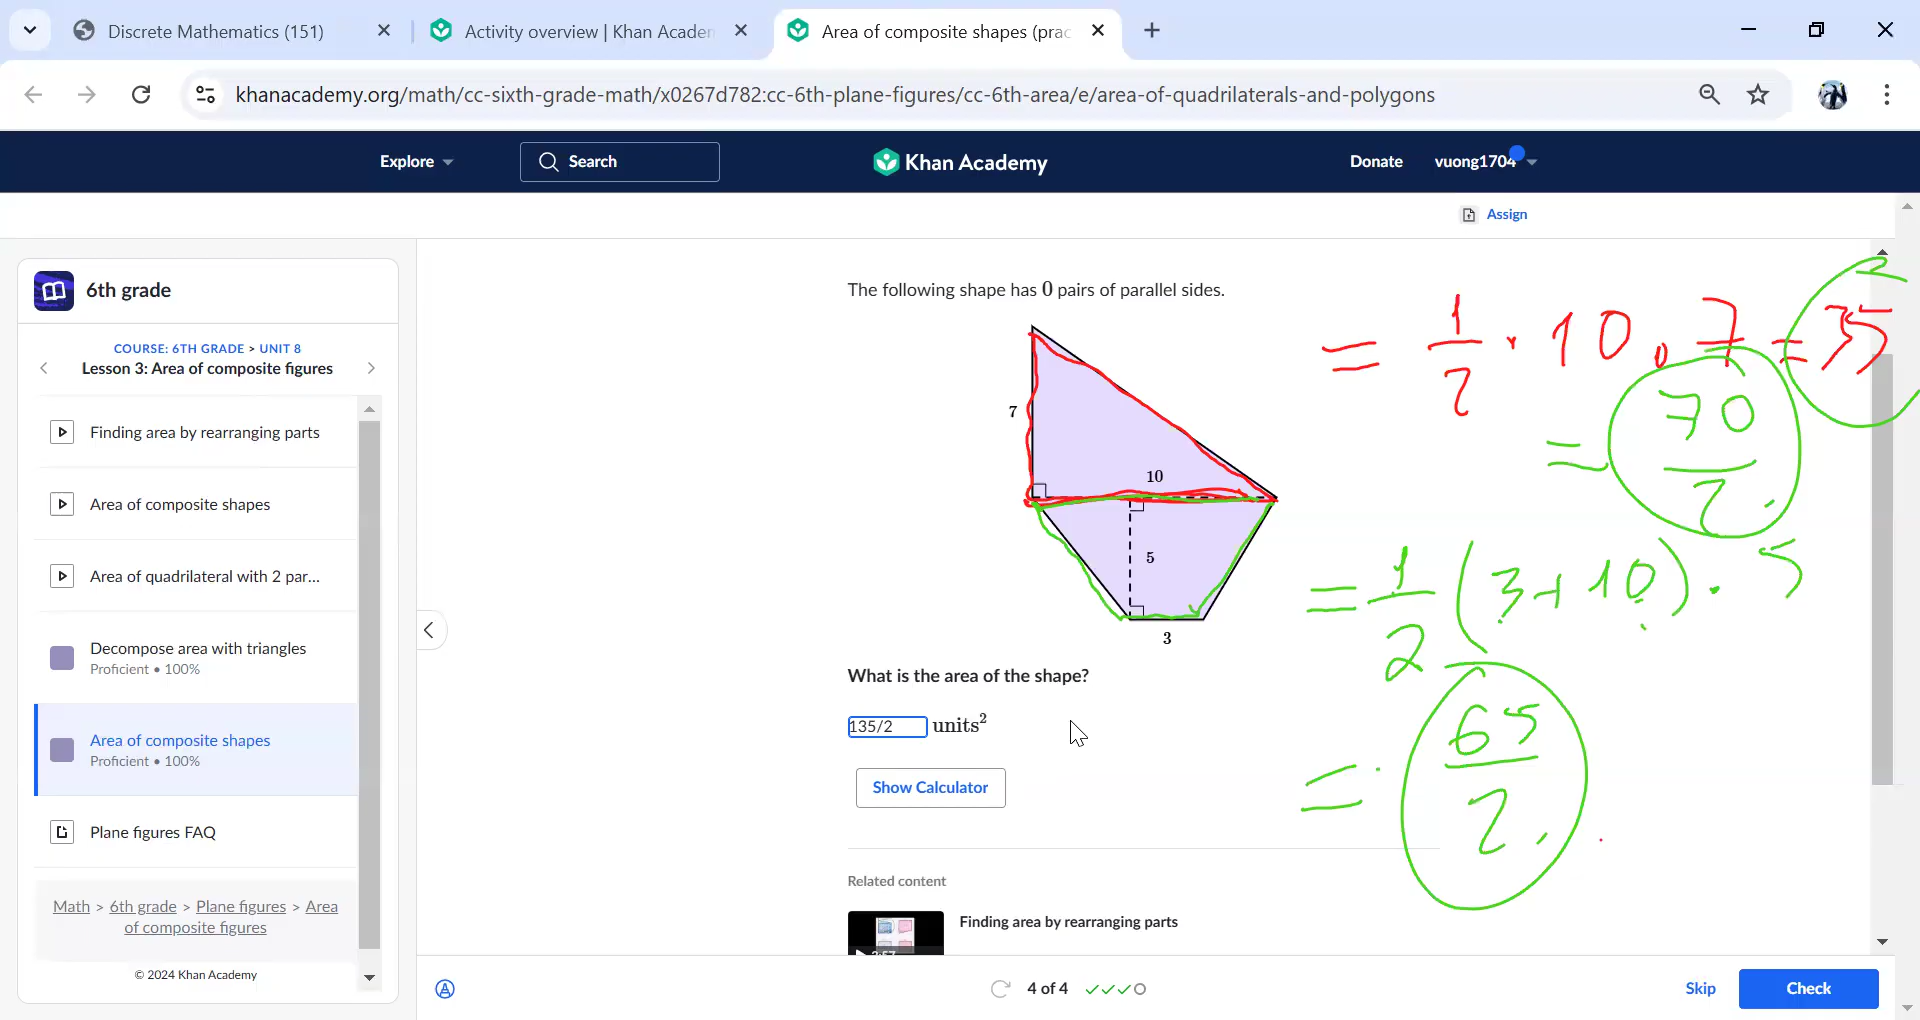 Discrete Mathematics (151)
Activity overview | Khan Acaden
Area of composite shapes (prac
khanacademy.org/math/cc-sixth-grade-math/x0267d782:cc-6th-plane-figures/cc-6th-area/e/area-of-quadrilaterals-and-polygons
Explore
Search
Khan Academy
Donate
vuong1704
Assign
6th grade
COURSE: 6TH GRADE > UNIT 8
Lesson 3: Area of composite figures
Finding area by rearranging parts
Area of composite shapes
Area of quadrilateral with 2 par...
Decompose area with triangles
Proficient • 100%
Area of composite shapes
Proficient • 100%
Plane figures FAQ
Math > 6th grade > Plane figures > Area
of composite figures
© 2024 Khan Academy
The following shape has 0 pairs of parallel sides.
7
10
5
3
= 1/2 · 10 . 7 = 35
2
= 70/2
= 1/2 (3+10) · 5
= 65/2
What is the area of the shape?
135/2 units²
Show Calculator
Related content
Finding area by rearranging parts
4 of 4
Skip
Check